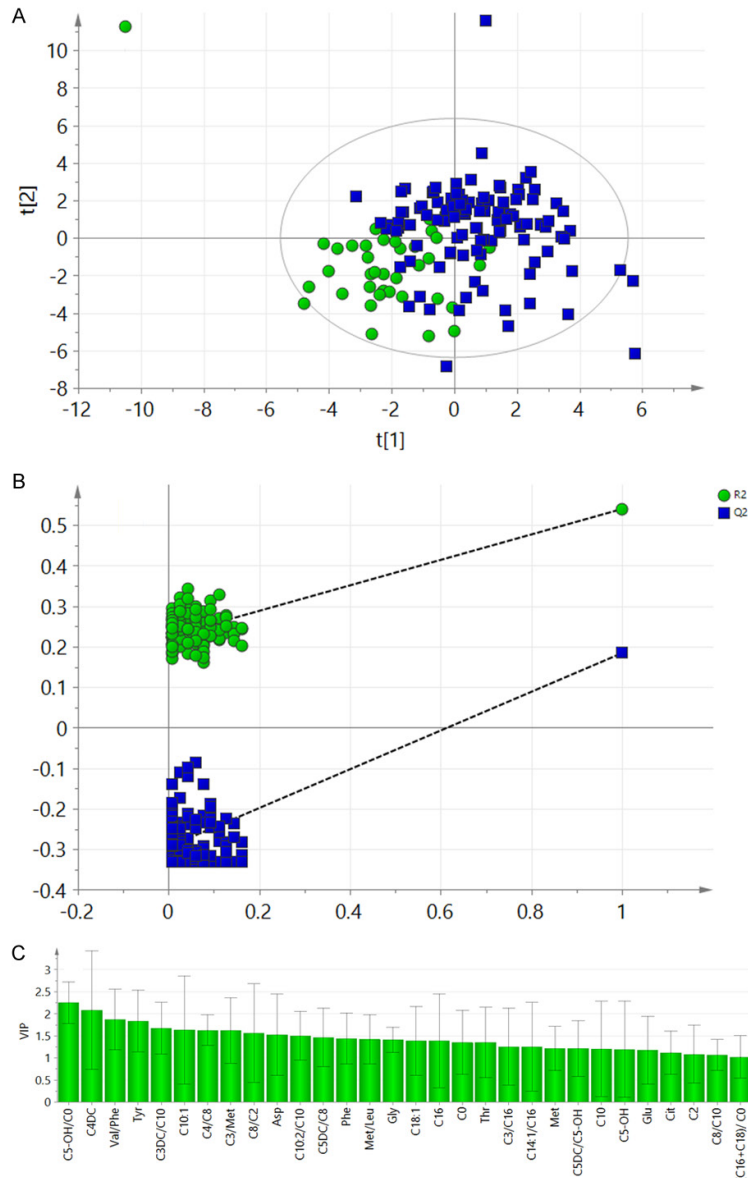 A
10
8
6
4
2
0
-2
-4
-6
-8
t[2]
-12 -10 -8 -6 -4 -2 0 2 4 6
t[1]
B
R2
Q2
0.5
0.4
0.3
0.2
0.1
0
-0.1
-0.2
-0.3
-0.4
-0.2 0 0.2 0.4 0.6 0.8 1
C
3
2.5
2
1.5
1
0.5
0
VIP
C5-OH/C0
C4DC
Val/Phe
Tyr
C3DC/C10
C10:1
C4/C8
C3/Met
C8/C2
Asp
C10:2/C10
C5DC/C8
Phe
Met/Leu
Gly
C18:1
C16
C0
Thr
C3/C16
C14:1/C16
Met
C5DC/C5-OH
C10
C5-OH
Glu
Cit
C2
C8/C10
C16+C18)/ C0